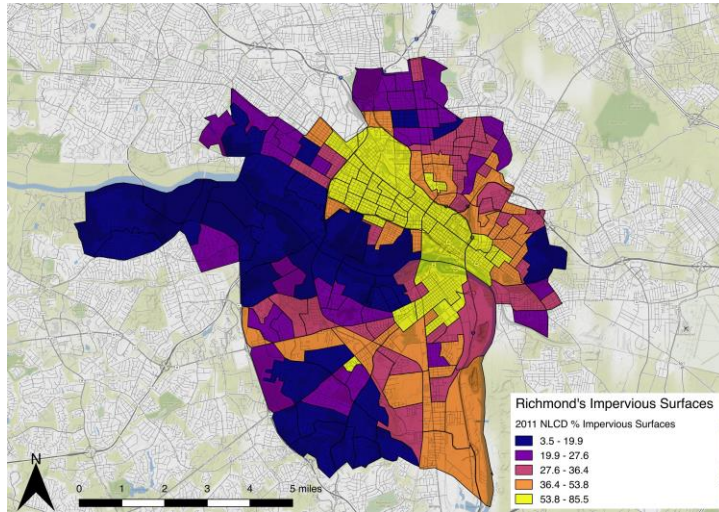 Richmond's Impervious Surfaces
2011 NLCD % Impervious Surfaces
3.5 - 19.9
19.9 - 27.6
27.6 - 36.4
36.4 - 53.8
53.8 - 85.5
N
0 1 2 3 4 5 miles